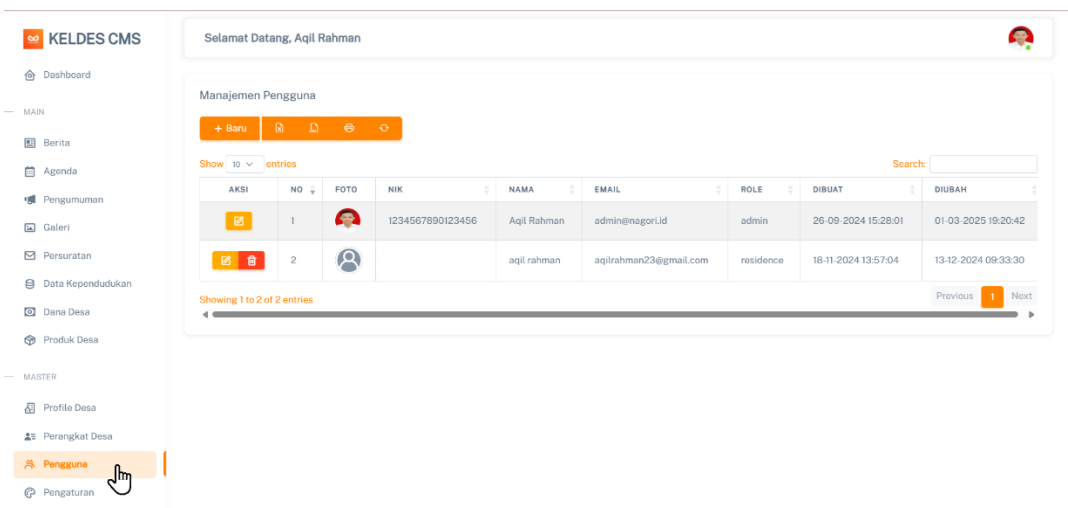 KELDES CMS
Selamat Datang, Aqil Rahman
Dashboard
MAIN
Berita
Agenda
Pengumuman
Galeri
Persuratan
Data Kependudukan
Dana Desa
Produk Desa
MASTER
Profile Desa
Perangkat Desa
Pengguna
Pengaturan
Manajemen Pengguna
+ Baru
Show 10 entries
Search:
AKSI NO FOTO NIK NAMA EMAIL ROLE DIBUAT DIUBAH
1 1234567890123456 Aqil Rahman admin@nagori.id admin 26-09-2024 15:28:01 01-03-2025 19:20:42
2 aqil rahman aqilrahman23@gmail.com residence 18-11-2024 13:57:04 13-12-2024 09:33:30
Showing 1 to 2 of 2 entries
Previous 1 Next